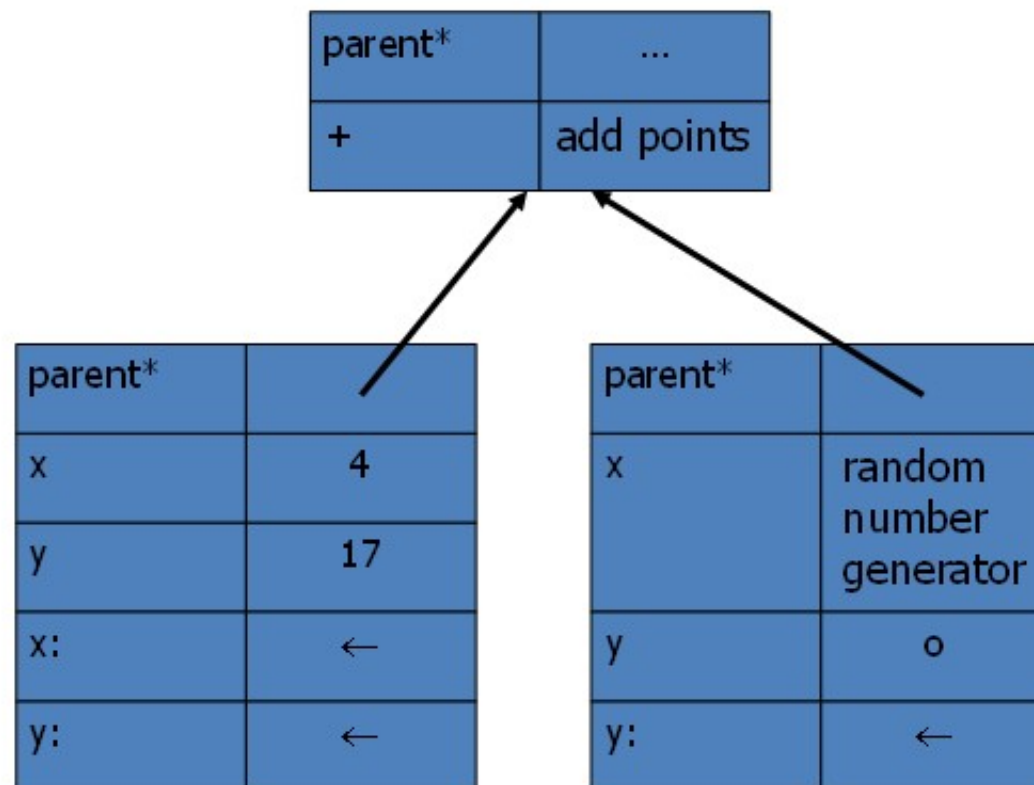 parent* ...
+ add points
parent*
x 4
y 17
x: ←
y: ←
parent*
x random
number
generator
y o
y: ←